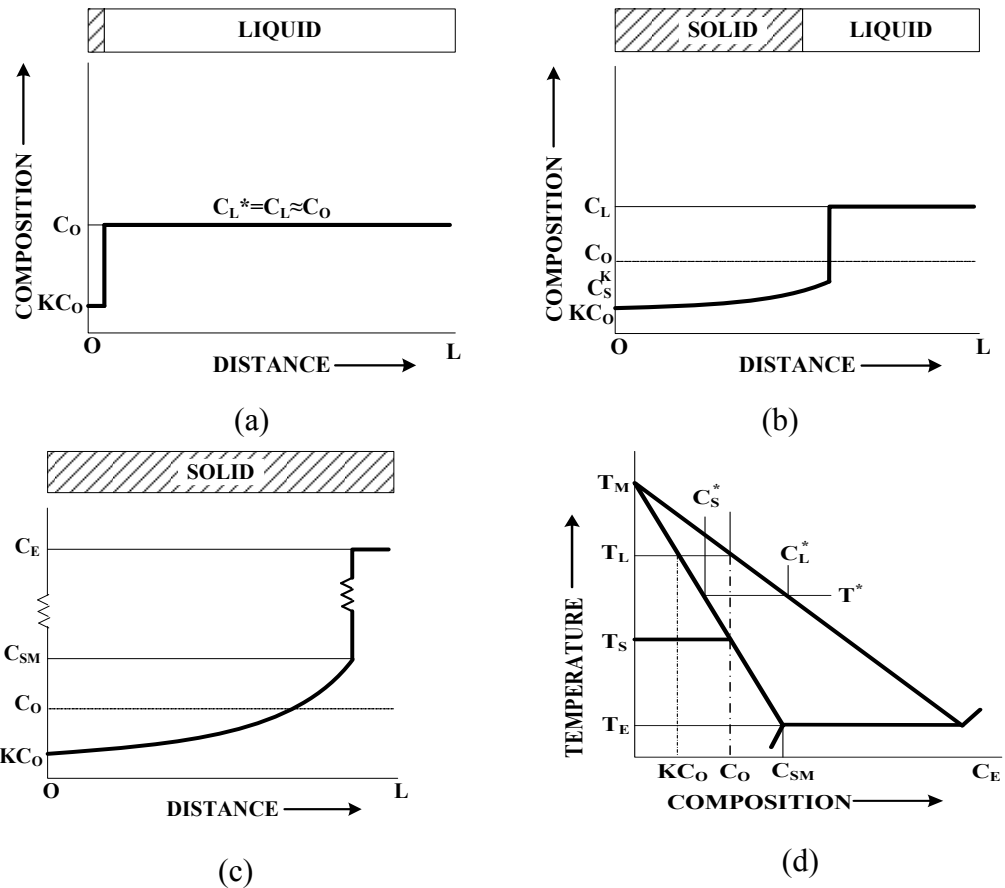 LIQUID
COMPOSITION
C_L*=C_L≈C_O
C_O
KC_O
O
L
DISTANCE
(a)
SOLID
LIQUID
COMPOSITION
C_L
C_O
K
C_S
KC_O
O
L
DISTANCE
(b)
SOLID
C_E
C_SM
C_O
KC_O
O
L
DISTANCE
(c)
T_M
C_S*
T_L
C_L*
T*
TEMPERATURE
T_S
T_E
KC_O C_O C_SM C_E
COMPOSITION
(d)